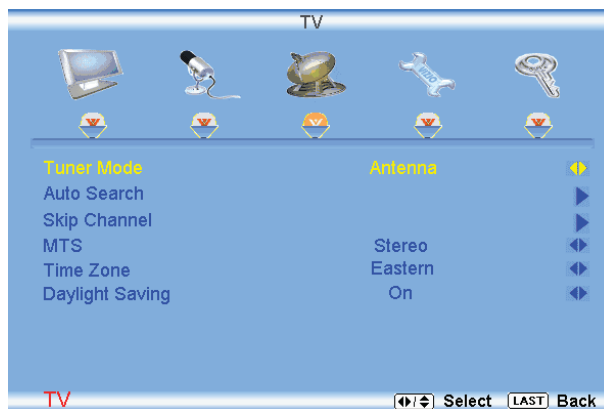 TV
Tuner Mode Antenna
Auto Search
Skip Channel
MTS Stereo
Time Zone Eastern
Daylight Saving On
TV Select LAST Back